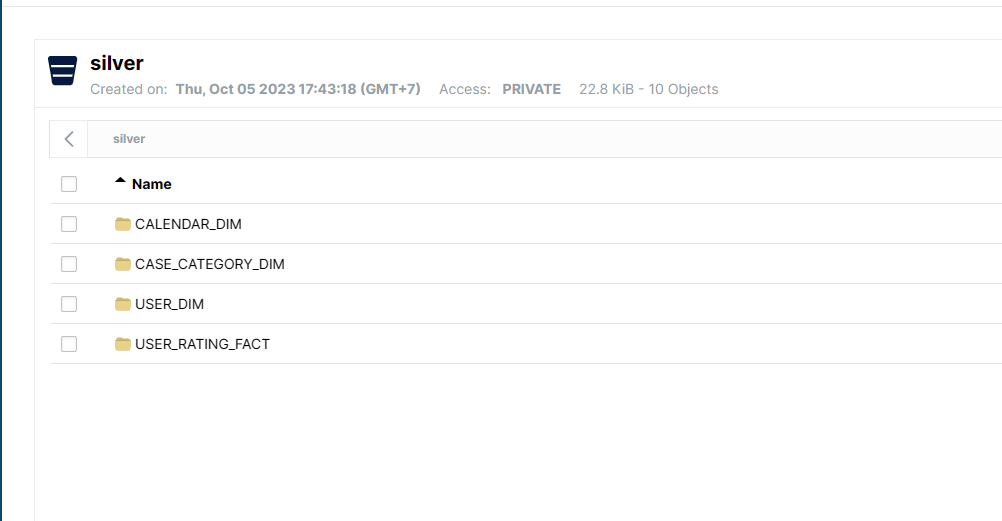 silver
Created on: Thu, Oct 05 2023 17:43:18 (GMT+7) Access: PRIVATE 22.8 KiB - 10 Objects
silver
Name
CALENDAR_DIM
CASE_CATEGORY_DIM
USER_DIM
USER_RATING_FACT